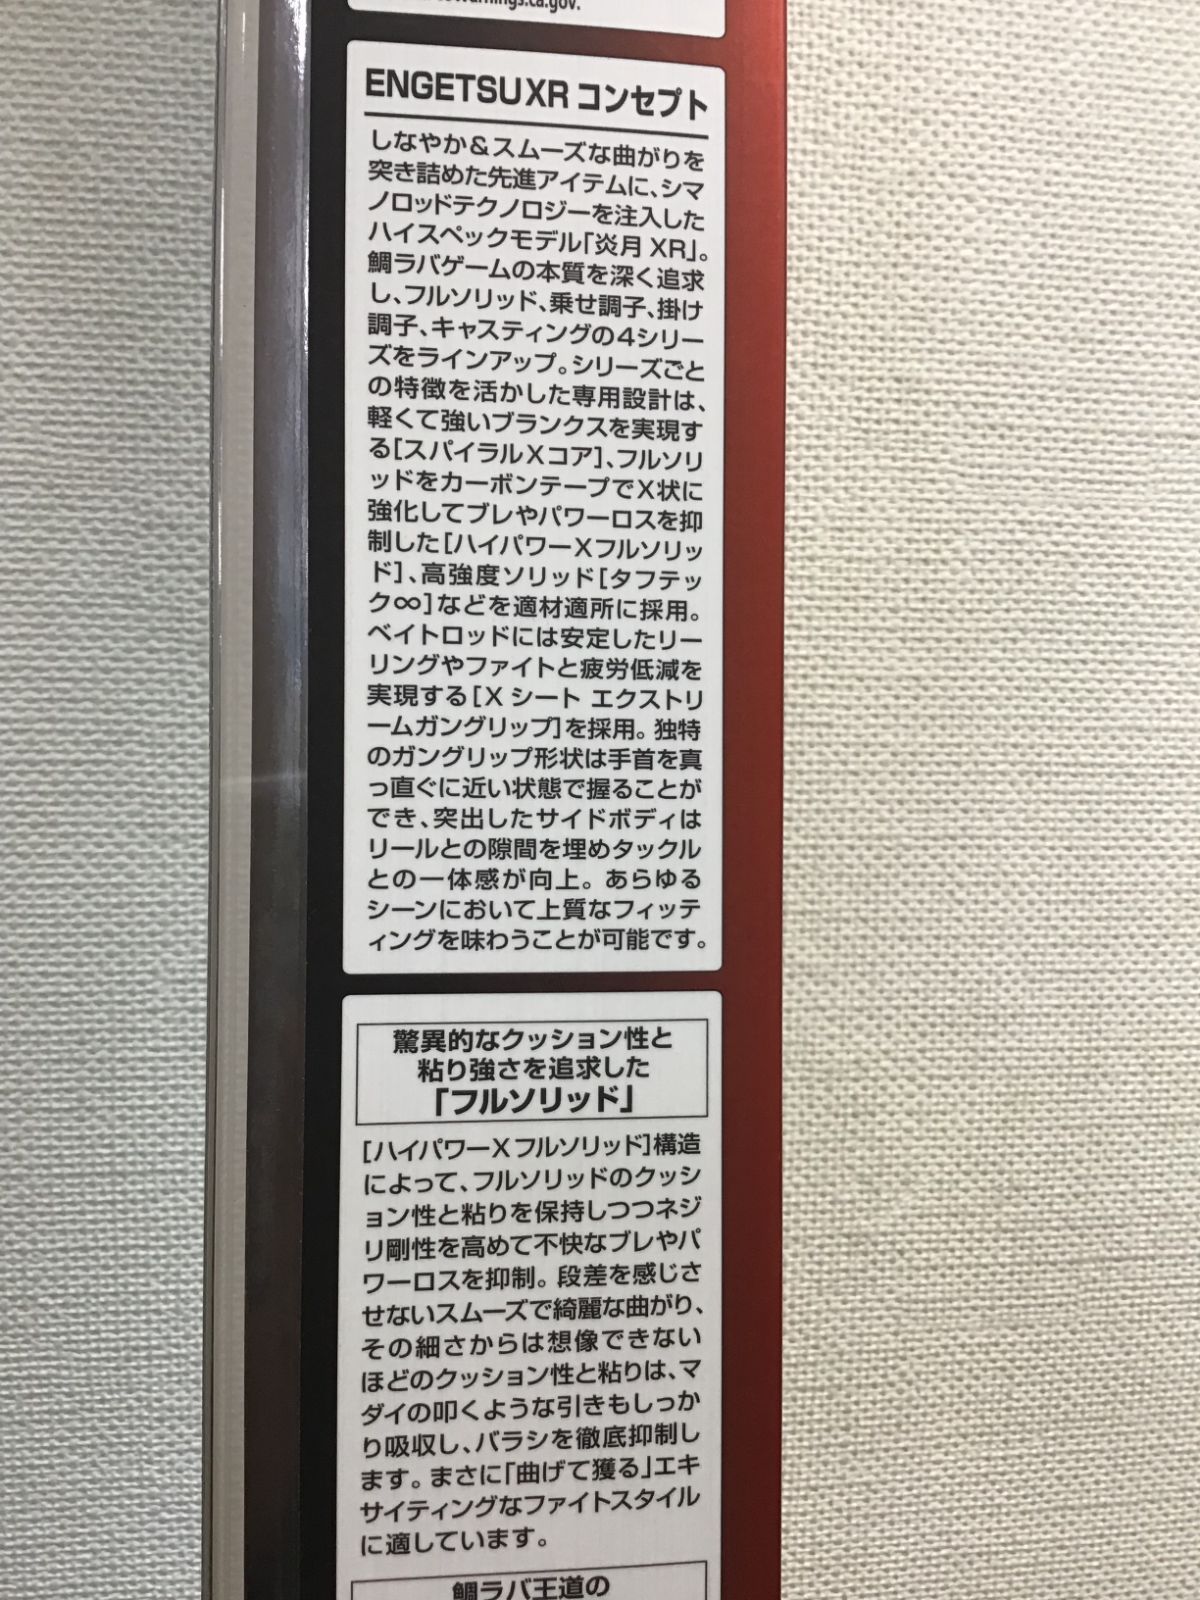 ENGETSU XR コンセプト
しなやか&スムーズな曲がりを
突き詰めた先進アイテムに、シマ
ノロッドテクノロジーを注入した
ハイスペックモデル「炎月 XR」。
鯛ラバゲームの本質を深く追求
し、フルソリッド、乗せ調子、掛け
調子、キャスティングの4シリー
ズをラインアップ。シリーズごと
の特徴を活かした専用設計は、
軽くて強いブランクスを実現す
る[スパイラルXコア]、フルソリ
ッドをカーボンテープでX状に
強化してブレやパワーロスを抑
制した[ハイパワーXフルソリッ
ド]、高強度ソリッド[タフテッ
ク∞]などを適材適所に採用。
ベイトロッドには安定したリー
リングやファイトと疲労低減を
実現する[Xシート エクストリ
ームガングリップ]を採用。独特
のガングリップ形状は手首を真
っ直ぐに近い状態で握ることが
でき、突出したサイドボディは
リールとの隙間を埋めタックル
との一体感が向上。あらゆる
シーンにおいて上質なフィッテ
ィングを味わうことが可能です。
驚異的なクッション性と
粘り強さを追求した
「フルソリッド」
[ハイパワーXフルソリッド]構造
によって、フルソリッドのクッシ
ョン性と粘りを保持しつつネジ
リ剛性を高めて不快なブレやパ
ワーロスを抑制。段差を感じさ
せないスムーズで綺麗な曲がり、
その細さからは想像できない
ほどのクッション性と粘りは、マ
ダイの叩くような引きもしっか
り吸収し、バラシを徹底抑制し
ます。まさに「曲げて獲る」エキ
サイティングなファイトスタイル
に適しています。
鯛ラバ王道の